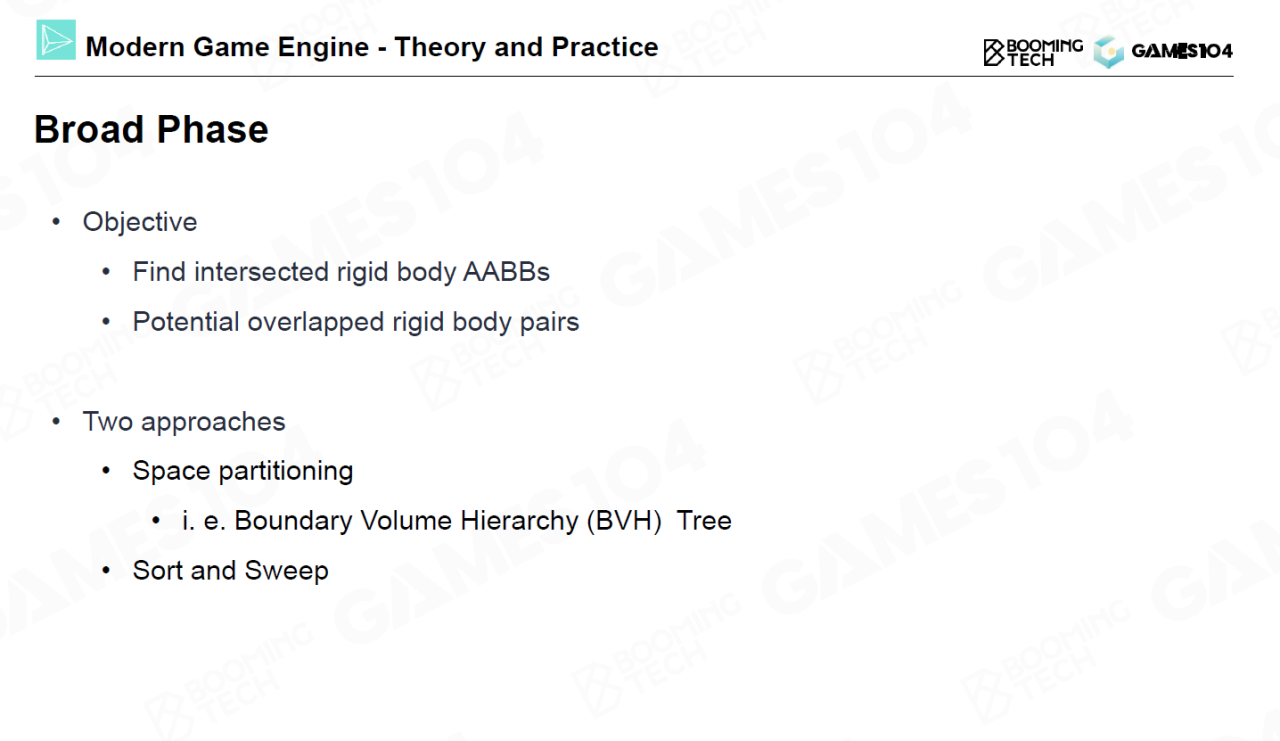 Modern Game Engine - Theory and Practice
BOOMING
TECH
GAMES104
Broad Phase
• Objective
• Find intersected rigid body AABBs
• Potential overlapped rigid body pairs
• Two approaches
• Space partitioning
• i. e. Boundary Volume Hierarchy (BVH) Tree
• Sort and Sweep